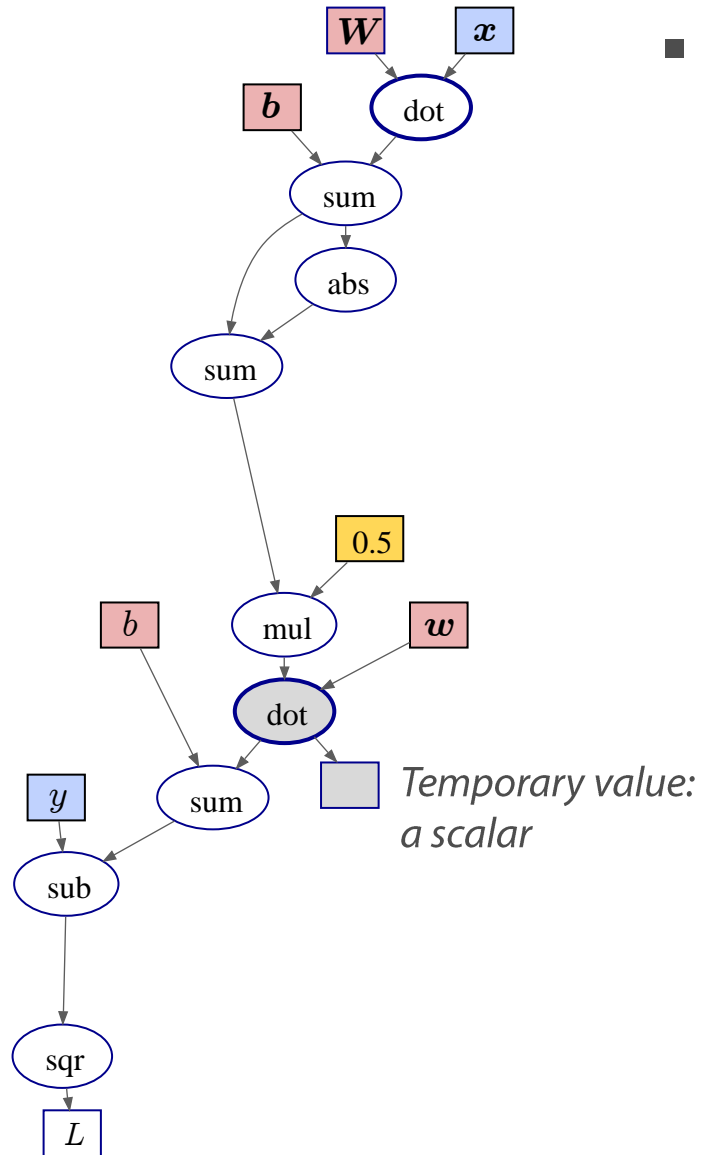 W
x
b
dot
sum
abs
sum
0.5
b
mul
w
dot
y
sum
Temporary value:
a scalar
sub
sqr
L